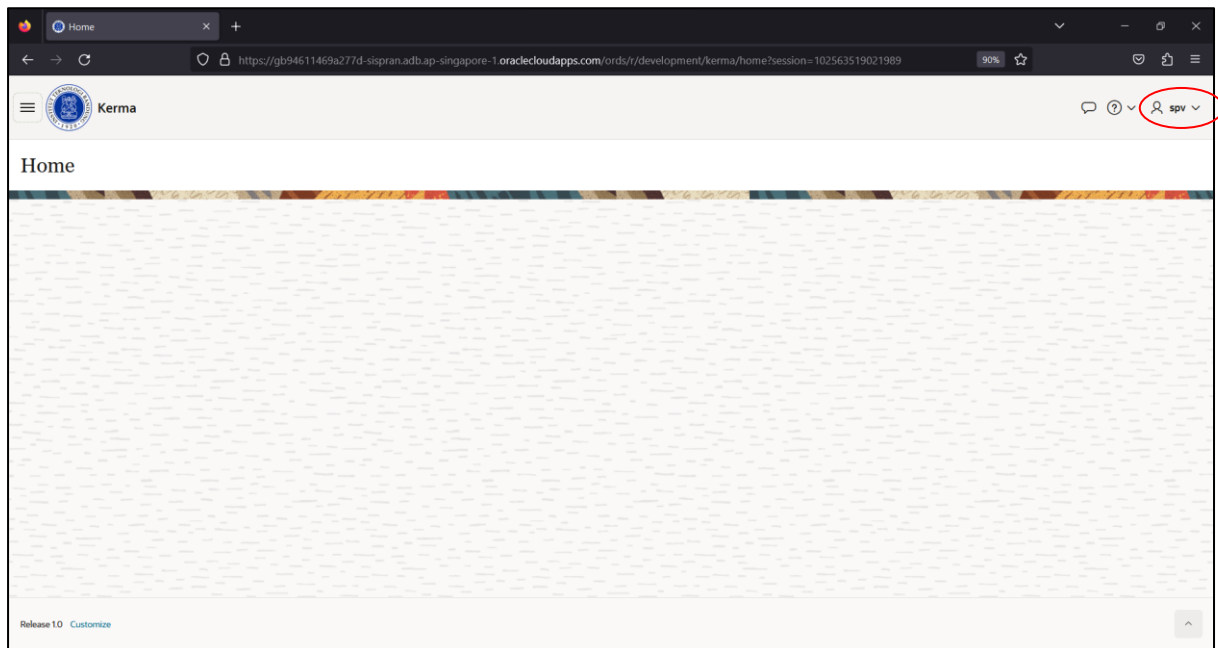 Home
https://gb94611469a277d-sispran.adb.ap-singapore-1.oraclecloudapps.com/ords/r/development/kerma/home?session=102563519021989
90%
Kerma
spv
Home
Release 1.0 Customize